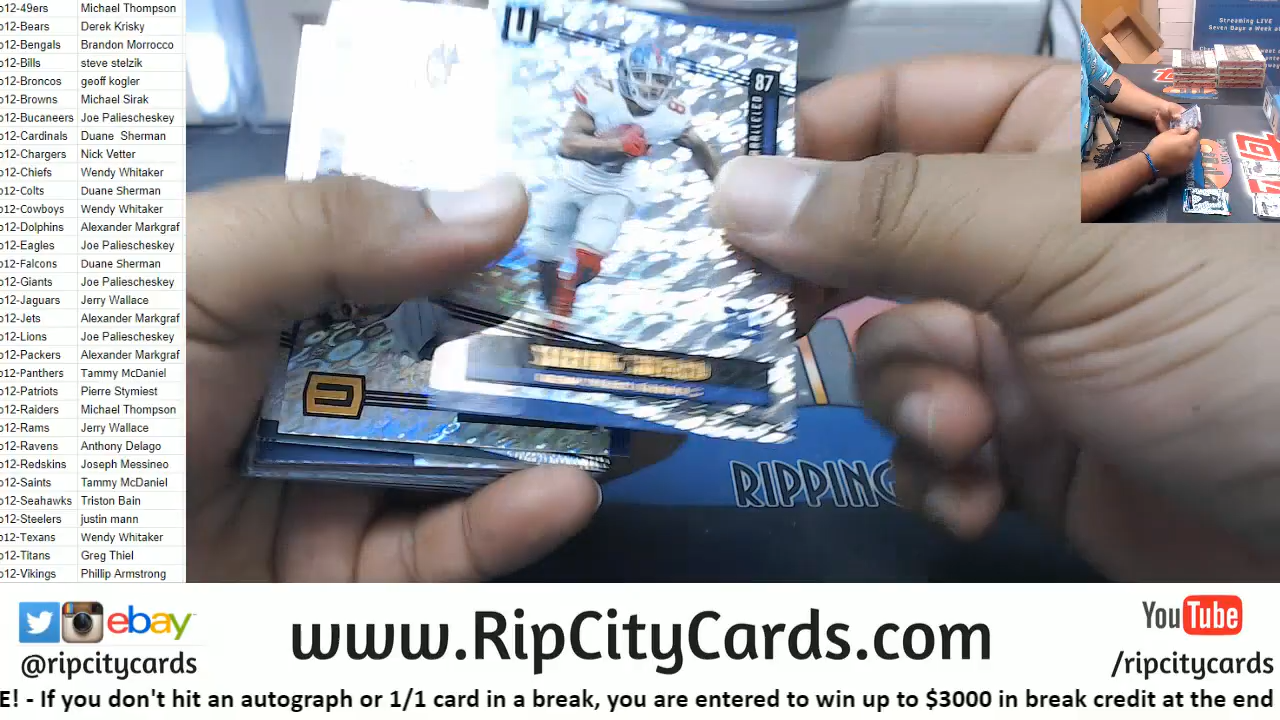 o12-49ers Michael Thompson
o12-Bears Derek Krisky
o12-Bengals Brandon Morrocco
o12-Bills steve stelzik
o12-Broncos geoff kogler
o12-Browns Michael Sirak
o12-Bucaneers Joe Paliescheskey
o12-Cardinals Duane Sherman
o12-Chargers Nick Vetter
o12-Chiefs Wendy Whitaker
o12-Colts Duane Sherman
o12-Cowboys Wendy Whitaker
o12-Dolphins Alexander Markgraf
o12-Eagles Joe Paliescheskey
o12-Falcons Duane Sherman
o12-Giants Joe Paliescheskey
o12-Jaguars Jerry Wallace
o12-Jets Alexander Markgraf
o12-Lions Joe Paliescheskey
o12-Packers Alexander Markgraf
o12-Panthers Tammy McDaniel
o12-Patriots Pierre Stymiest
o12-Raiders Michael Thompson
o12-Rams Jerry Wallace
o12-Ravens Anthony Delago
o12-Redskins Joseph Messineo
o12-Saints Tammy McDaniel
o12-Seahawks Triston Bain
o12-Steelers justin mann
o12-Texans Wendy Whitaker
o12-Titans Greg Thiel
o12-Vikings Phillip Armstrong
87
RALLELED
U
RIPPING
Streaming LIVE
Seven Days a Week at
ebay
@ripcitycards
www.RipCityCards.com
YouTube
/ripcitycards
E! - If you don't hit an autograph or 1/1 card in a break, you are entered to win up to $3000 in break credit at the end